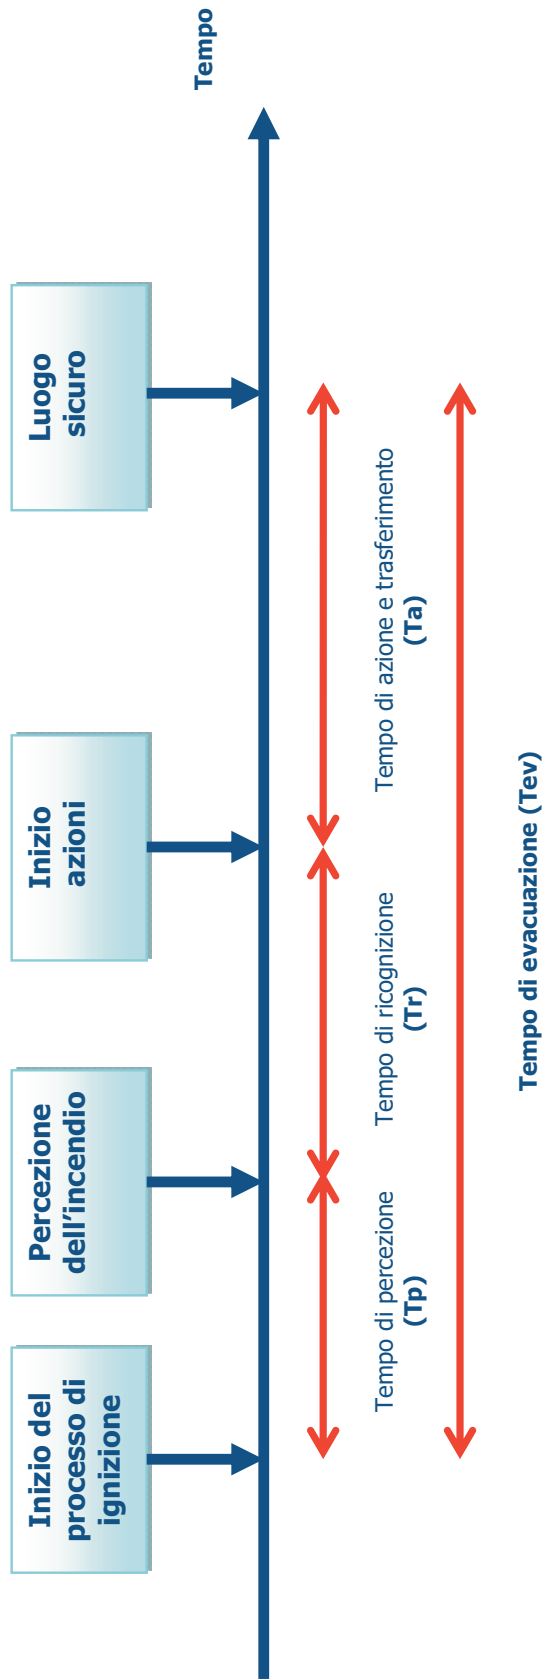 Inizio del
processo di
ignizione
Percezione
dell'incendio
Inizio
azioni
Luogo
sicuro
Tempo
Tempo di percezione
(Tp)
Tempo di ricognizione
(Tr)
Tempo di azione e trasferimento
(Ta)
Tempo di evacuazione (Tev)